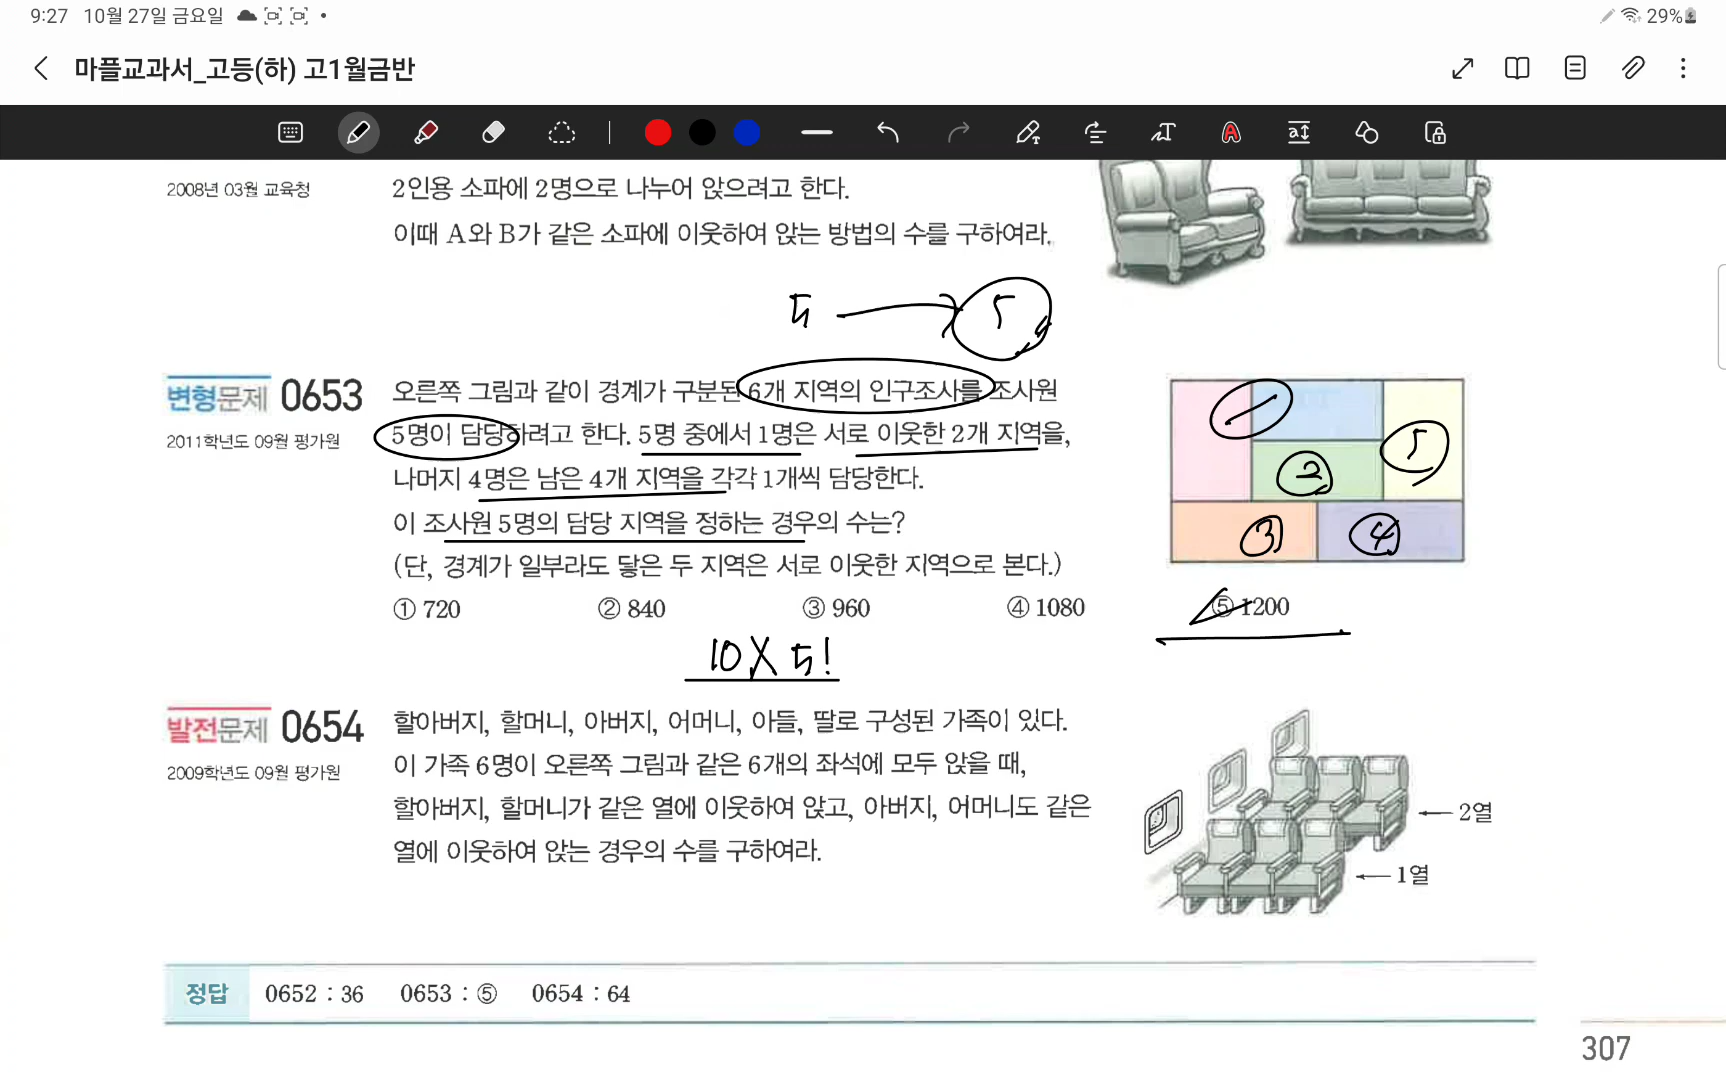 9:27 10월 27일 금요일 29%
마플교과서_고등(하) 고1월금반
2008년 03월 교육청 2인용 소파에 2명으로 나누어 앉으려고 한다.
이때 A와 B가 같은 소파에 이웃하여 앉는 방법의 수를 구하여라.
5 → 5
변형문제 0653 오른쪽 그림과 같이 경계가 구분된 6개 지역의 인구조사를 조사원
2011학년도 09월 평가원 5명이 담당하려고 한다. 5명 중에서 1명은 서로 이웃한 2개 지역을,
나머지 4명은 남은 4개 지역을 각각 1개씩 담당한다.
이 조사원 5명의 담당 지역을 정하는 경우의 수는?
(단, 경계가 일부라도 닿은 두 지역은 서로 이웃한 지역으로 본다.)
① 720 ② 840 ③ 960 ④ 1080 ⑤ 1200
1
2
5
3
4
10 X 5!
발전문제 0654 할아버지, 할머니, 아버지, 어머니, 아들, 딸로 구성된 가족이 있다.
2009학년도 09월 평가원 이 가족 6명이 오른쪽 그림과 같은 6개의 좌석에 모두 앉을 때,
할아버지, 할머니가 같은 열에 이웃하여 앉고, 아버지, 어머니도 같은
열에 이웃하여 앉는 경우의 수를 구하여라.
← 2열
← 1열
정답 0652 : 36 0653 : ⑤ 0654 : 64
307